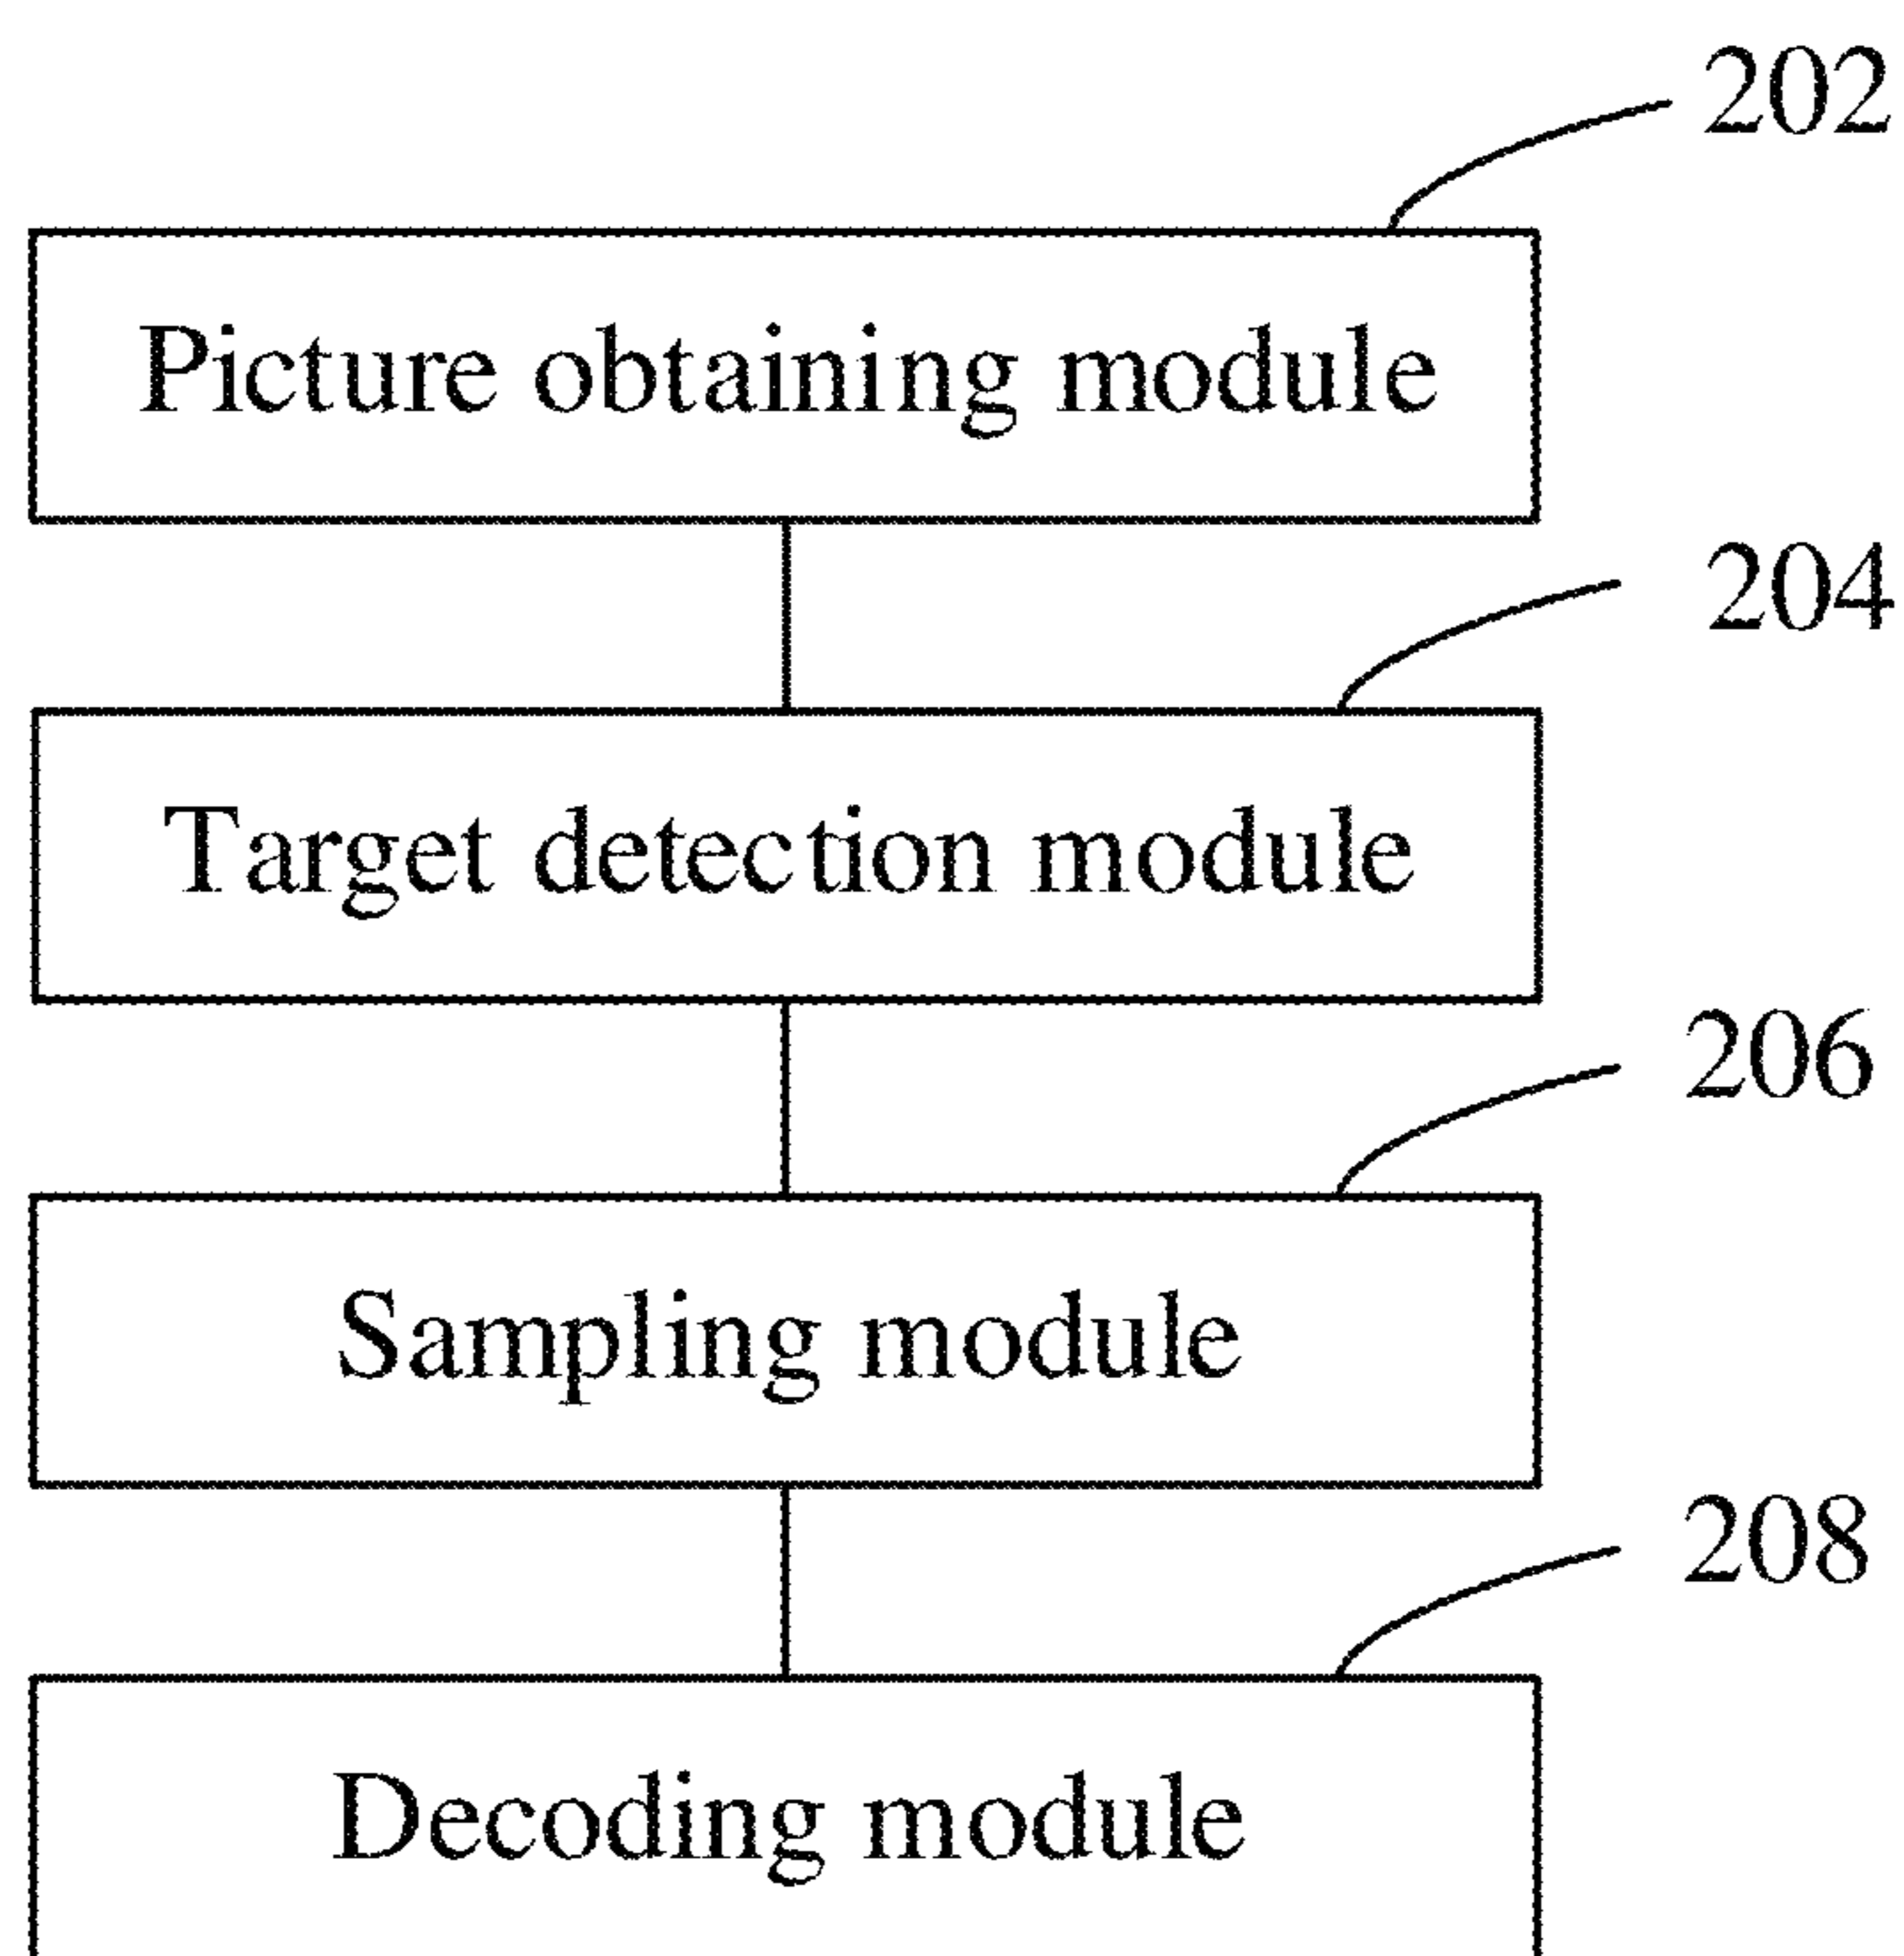 202
Picture obtaining module
204
Target detection module
206
Sampling module
208
Decoding module